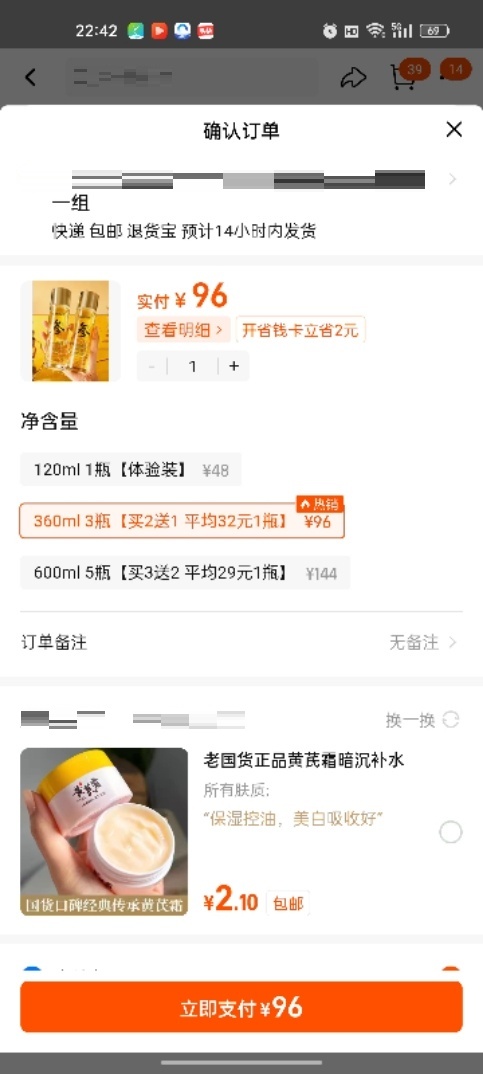 22:42
HD
5G
69
39
14
确认订单
一组
快递 包邮 退货宝 预计14小时内发货
实付 ¥ 96
查看明细 >
开省钱卡立省2元
- 1 +
净含量
120ml 1瓶【体验装】 ¥48
热销
360ml 3瓶【买2送1 平均32元1瓶】 ¥96
600ml 5瓶【买3送2 平均29元1瓶】 ¥144
订单备注
无备注 >
换一换
老国货正品黄芪霜暗沉补水
所有肤质:
“保湿控油，美白吸收好”
国货口碑经典传承黄芪霜
¥2.10 包邮
立即支付¥96